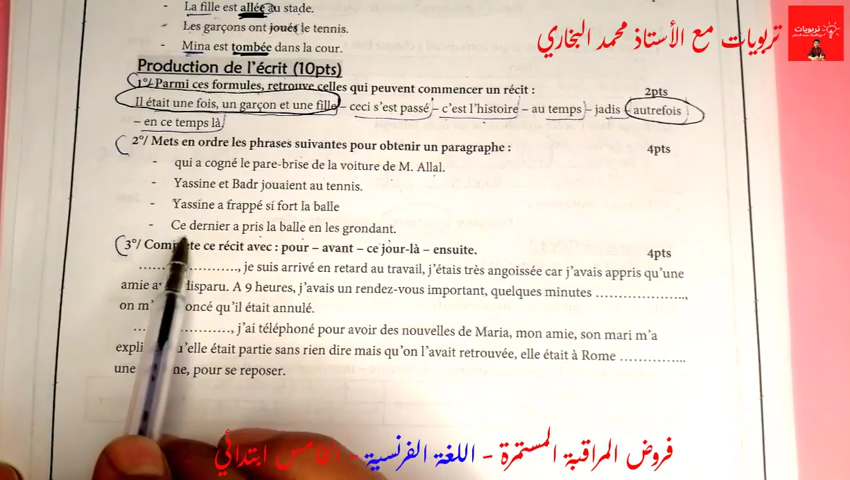 - La fille est allée au stade.
- Les garçons ont joués le tennis.
- Mina est tombée dans la cour.
تربويات مع الأستاذ محمد البخاري
تربويات
Production de l'écrit (10pts)
1°/ Parmi ces formules, retrouve celles qui peuvent commencer un récit : 2pts
Il était une fois, un garçon et une fille – ceci s'est passé – c'est l'histoire – au temps – jadis – autrefois
– en ce temps là
2°/ Mets en ordre les phrases suivantes pour obtenir un paragraphe : 4pts
- qui a cogné le pare-brise de la voiture de M. Allal.
- Yassine et Badr jouaient au tennis.
- Yassine a frappé si fort la balle
- Ce dernier a pris la balle en les grondant.
3°/ Complète ce récit avec : pour – avant – ce jour-là – ensuite. 4pts
…………………, je suis arrivé en retard au travail, j'étais très angoissée car j'avais appris qu'une
amie disparu. A 9 heures, j'avais un rendez-vous important, quelques minutes ………………,
on m' qu'il était annulé.
…………………, j'ai téléphoné pour avoir des nouvelles de Maria, mon amie, son mari m'a
qu'elle était partie sans rien dire mais qu'on l'avait retrouvée, elle était à Rome …………
une pour se reposer.
فروض المراقبة المستمرة - اللغة الفرنسية - الخامس ابتدائي